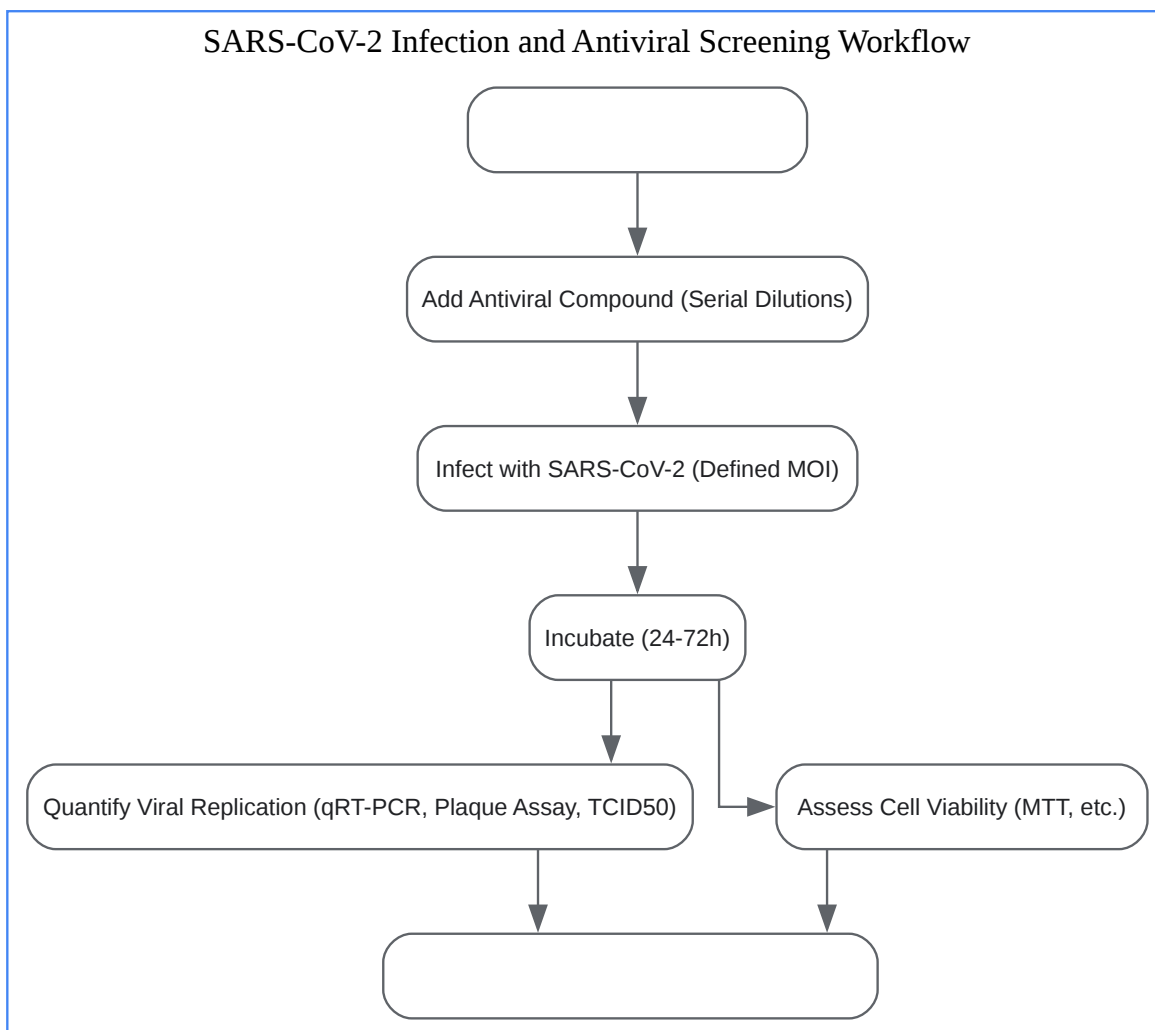 SARS-CoV-2 Infection and Antiviral Screening Workflow
Add Antiviral Compound (Serial Dilutions)
Infect with SARS-CoV-2 (Defined MOI)
Incubate (24-72h)
Quantify Viral Replication (qRT-PCR, Plaque Assay, TCID50)
Assess Cell Viability (MTT, etc.)